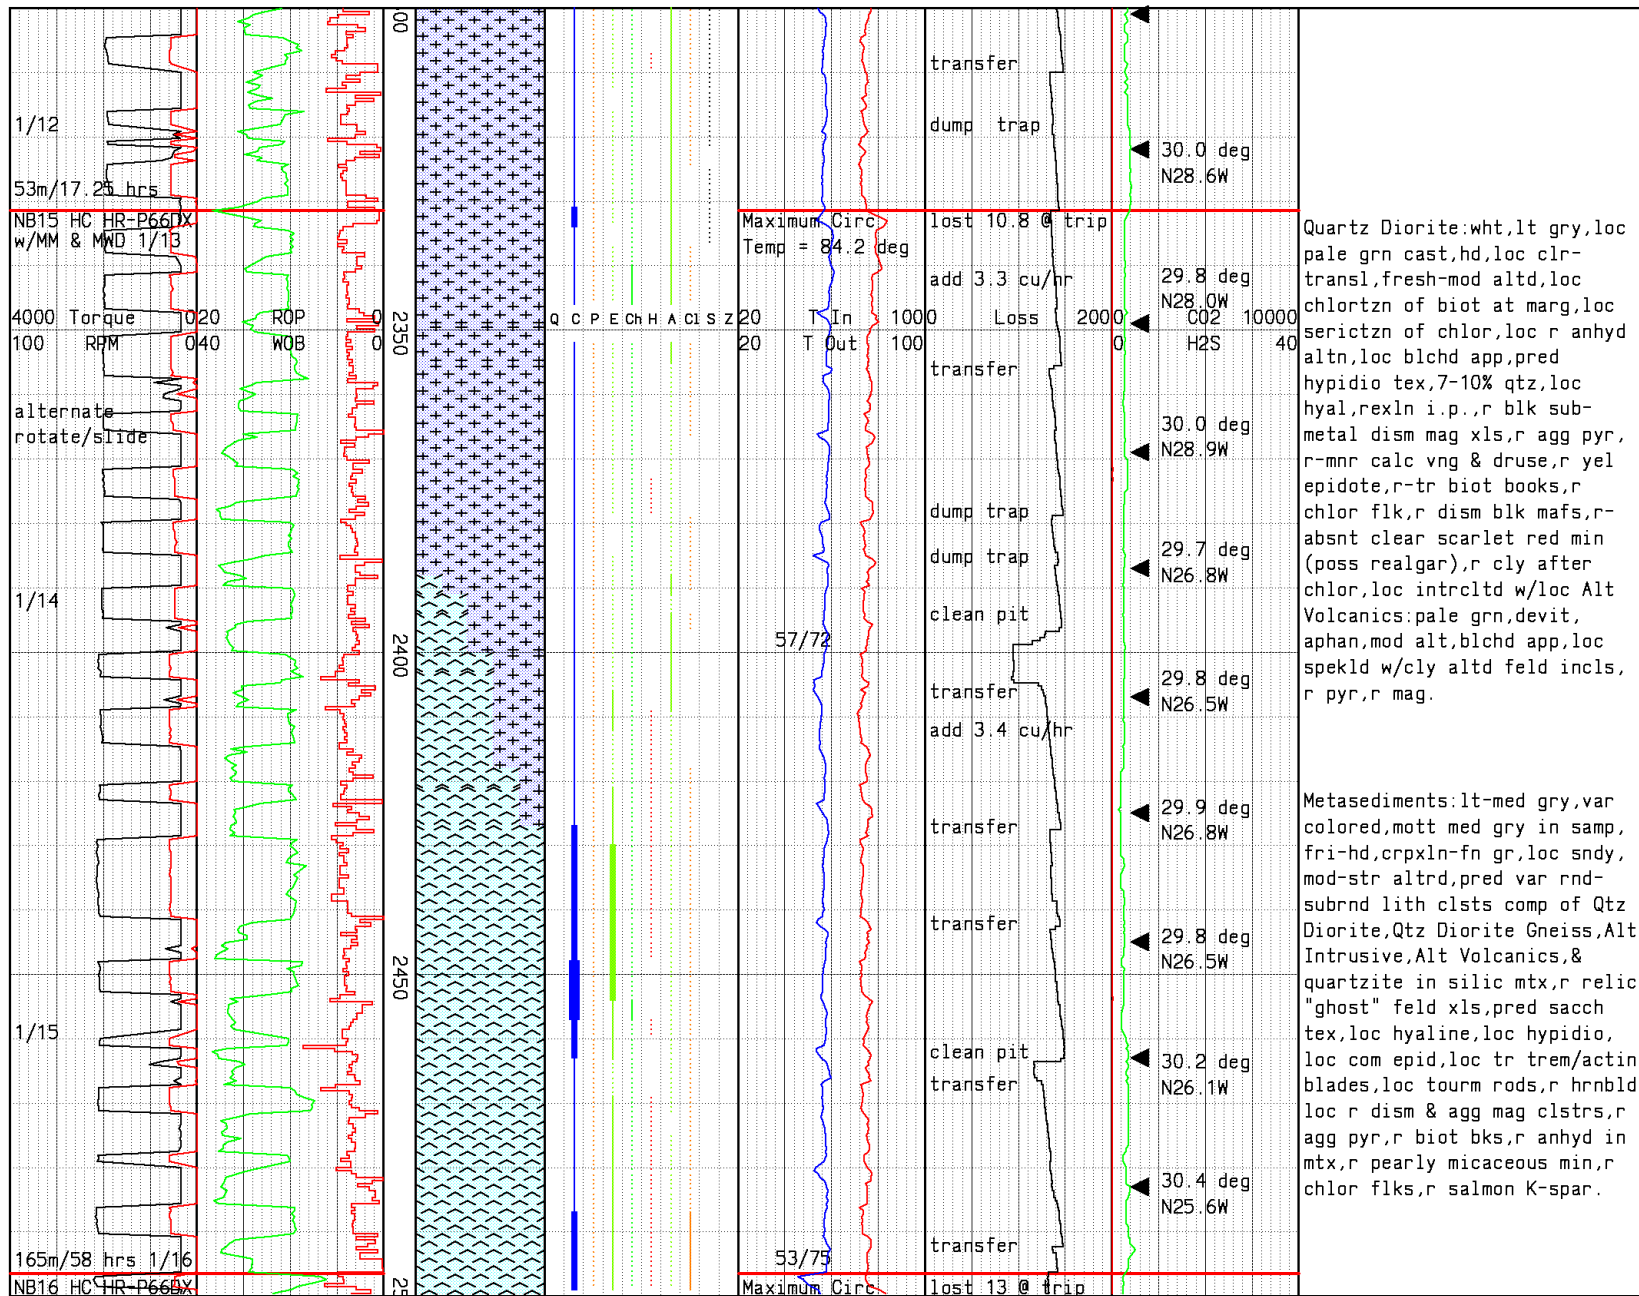 00
transfer
1/12
dump trap
30.0 deg
N28.6W
53m/17.25 hrs
NB15 HC HR-P66DX
w/MM & MWD 1/13
Maximum Circ
Temp = 84.2 deg
lost 10.8 @ trip
add 3.3 cu/hr
29.8 deg
N28.0W
4000 Torque 0 20 ROP 0
100 RPM 0 40 WOB 0
2350
Q C P E Ch H A Cl S Z
20 T In 100 0 Loss 200 0 CO2 10000
20 T Out 100 0 H2S 40
transfer
alternate
rotate/slide
30.0 deg
N28.9W
dump trap
dump trap
29.7 deg
N26.8W
1/14
clean pit
57/72
2400
29.8 deg
N26.5W
transfer
add 3.4 cu/hr
29.9 deg
N26.8W
transfer
transfer
29.8 deg
N26.5W
2450
1/15
clean pit
transfer
30.2 deg
N26.1W
30.4 deg
N25.6W
transfer
165m/58 hrs 1/16
53/75
NB16 HC HR-P66DX
Maximum Circ
lost 13 @ trip
25
Quartz Diorite:wht,lt gry,loc
pale grn cast,hd,loc clr-
transl,fresh-mod altd,loc
chlortzn of biot at marg,loc
serictzn of chlor,loc r anhyd
altn,loc blchd app,pred
hypidio tex,7-10% qtz,loc
hyal,rexln i.p.,r blk sub-
metal dism mag xls,r agg pyr,
r-mnr calc vng & druse,r yel
epidote,r-tr biot books,r
chlor flk,r dism blk mafs,r-
absnt clear scarlet red min
(poss realgar),r cly after
chlor,loc intrcltd w/loc Alt
Volcanics:pale grn,devit,
aphan,mod alt,blchd app,loc
spekld w/cly altd feld incls,
r pyr,r mag.
Metasediments:lt-med gry,var
colored,mott med gry in samp,
fri-hd,crpxln-fn gr,loc sndy,
mod-str altrd,pred var rnd-
subrnd lith clsts comp of Qtz
Diorite,Qtz Diorite Gneiss,Alt
Intrusive,Alt Volcanics,&
quartzite in silic mtx,r relic
"ghost" feld xls,pred sacch
tex,loc hyaline,loc hypidio,
loc com epid,loc tr trem/actin
blades,loc tourm rods,r hrnbld
loc r dism & agg mag clstrs,r
agg pyr,r biot bks,r anhyd in
mtx,r pearly micaceous min,r
chlor flks,r salmon K-spar.